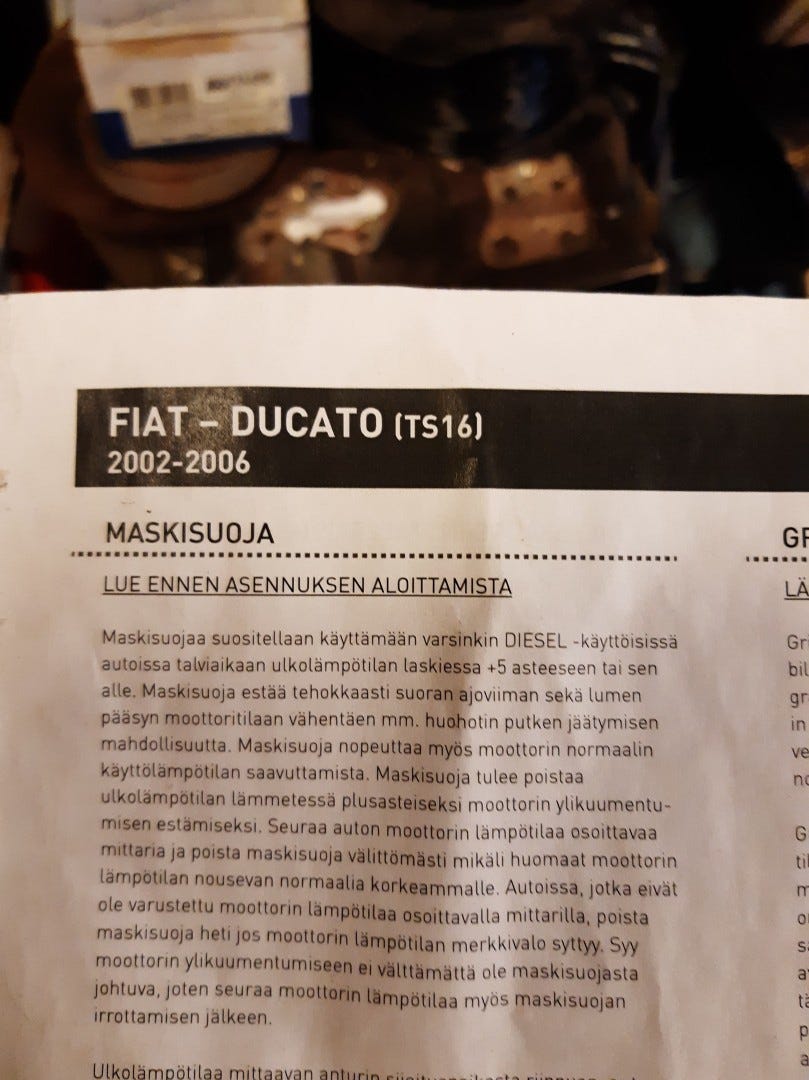 FIAT – DUCATO (TS16)
2002-2006
MASKISUOJA
LUE ENNEN ASENNUKSEN ALOITTAMISTA
Maskisuojaa suositellaan käyttämään varsinkin DIESEL -käyttöisissä
autoissa talviaikaan ulkolämpötilan laskiessa +5 asteeseen tai sen
alle. Maskisuoja estää tehokkaasti suoran ajoviiman sekä lumen
pääsyn moottoritilaan vähentäen mm. huohotin putken jäätymisen
mahdollisuutta. Maskisuoja nopeuttaa myös moottorin normaalin
käyttölämpötilan saavuttamista. Maskisuoja tulee poistaa
ulkolämpötilan lämmetessä plusasteiseksi moottorin ylikuumentu-
misen estämiseksi. Seuraa auton moottorin lämpötilaa osoittavaa
mittaria ja poista maskisuoja välittömästi mikäli huomaat moottorin
lämpötilan nousevan normaalia korkeammalle. Autoissa, jotka eivät
ole varustettu moottorin lämpötilaa osoittavalla mittarilla, poista
maskisuoja heti jos moottorin lämpötilan merkkivalo syttyy. Syy
moottorin ylikuumentumiseen ei välttämättä ole maskisuojasta
johtuva, joten seuraa moottorin lämpötilaa myös maskisuojan
irrottamisen jälkeen.
Ulkolämpötilaa mittaavan anturin